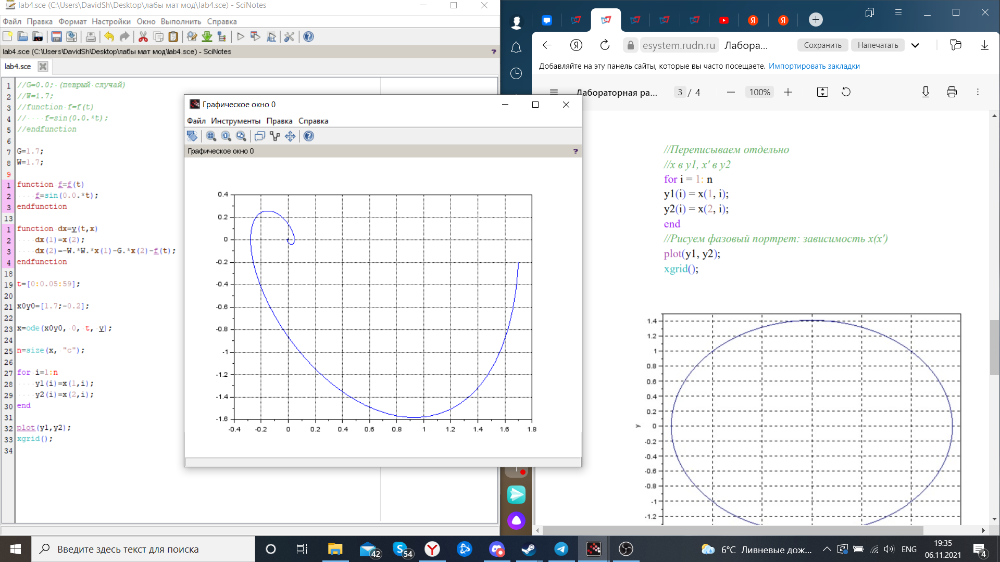 lab4.sce (C:\Users\DavidSh\Desktop\лабы мат мод\lab4.sce) - SciNotes
Файл Правка Формат Настройки Окно Выполнить Справка
lab4.sce (C:\Users\DavidSh\Desktop\лабы мат мод\lab4.sce) - SciNotes
?
lab4.sce
1 //G=0.0; (певрый случай)
2 //W=1.7;
3 //function f=f(t)
4 // f=sin(0.0.*t);
5 //endfunction
6
7 G=1.7;
8 W=1.7;
9
1 function f=f(t)
2 f=sin(0.0.*t);
3 endfunction
13
1 function dx=y(t,x)
2 dx(1)=x(2);
3 dx(2)=-W.*W.*x(1)-G.*x(2)-f(t);
4 endfunction
18
19 t=[0:0.05:59];
20
21 x0y0=[1.7;-0.2];
22
23 x=ode(x0y0, 0, t, y);
24
25 n=size(x, "c");
26
27 for i=1:n
28 y1(i)=x(1,i);
29 y2(i)=x(2,i);
30 end
31
32 plot(y1,y2);
33 xgrid();
34
Графическое окно 0
Файл Инструменты Правка Справка
Графическое окно 0
?
0.4
0.2
0
-0.2
-0.4
-0.6
-0.8
-1
-1.2
-1.4
-1.6
-0.4 -0.2 0 0.2 0.4 0.6 0.8 1 1.2 1.4 1.6 1.8
esystem.rudn.ru Лабора... Сохранить Напечатать
Добавляйте на эту панель сайты, которые вы часто посещаете. Импортировать закладки
Лабораторная ра... 3 / 4 100%
//Переписываем отдельно
//x в y1, x' в y2
for i = 1: n
y1(i) = x(1, i);
y2(i) = x(2, i);
end
//Рисуем фазовый портрет: зависимость x(x')
plot(y1, y2);
xgrid();
1.4
1.2
1
0.8
0.6
0.4
0.2
y 0
-0.2
-0.4
-0.6
-0.8
-1
-1.2
Введите здесь текст для поиска
42
54
6°C Ливневые дож...
ENG
19:35
06.11.2021
4